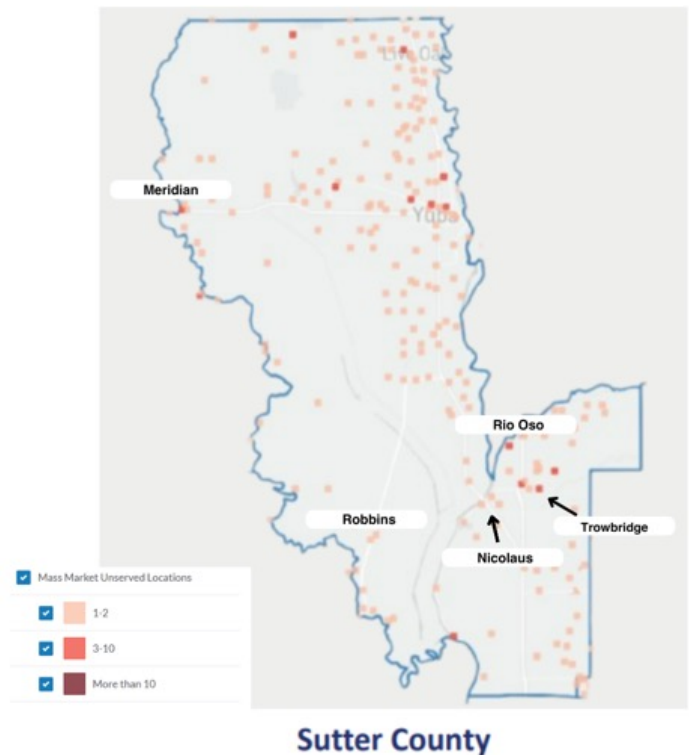 Meridian
Yuba
Rio Oso
Robbins
Trowbridge
Nicolaus
Mass Market Unserved Locations
1-2
3-10
More than 10
Sutter County